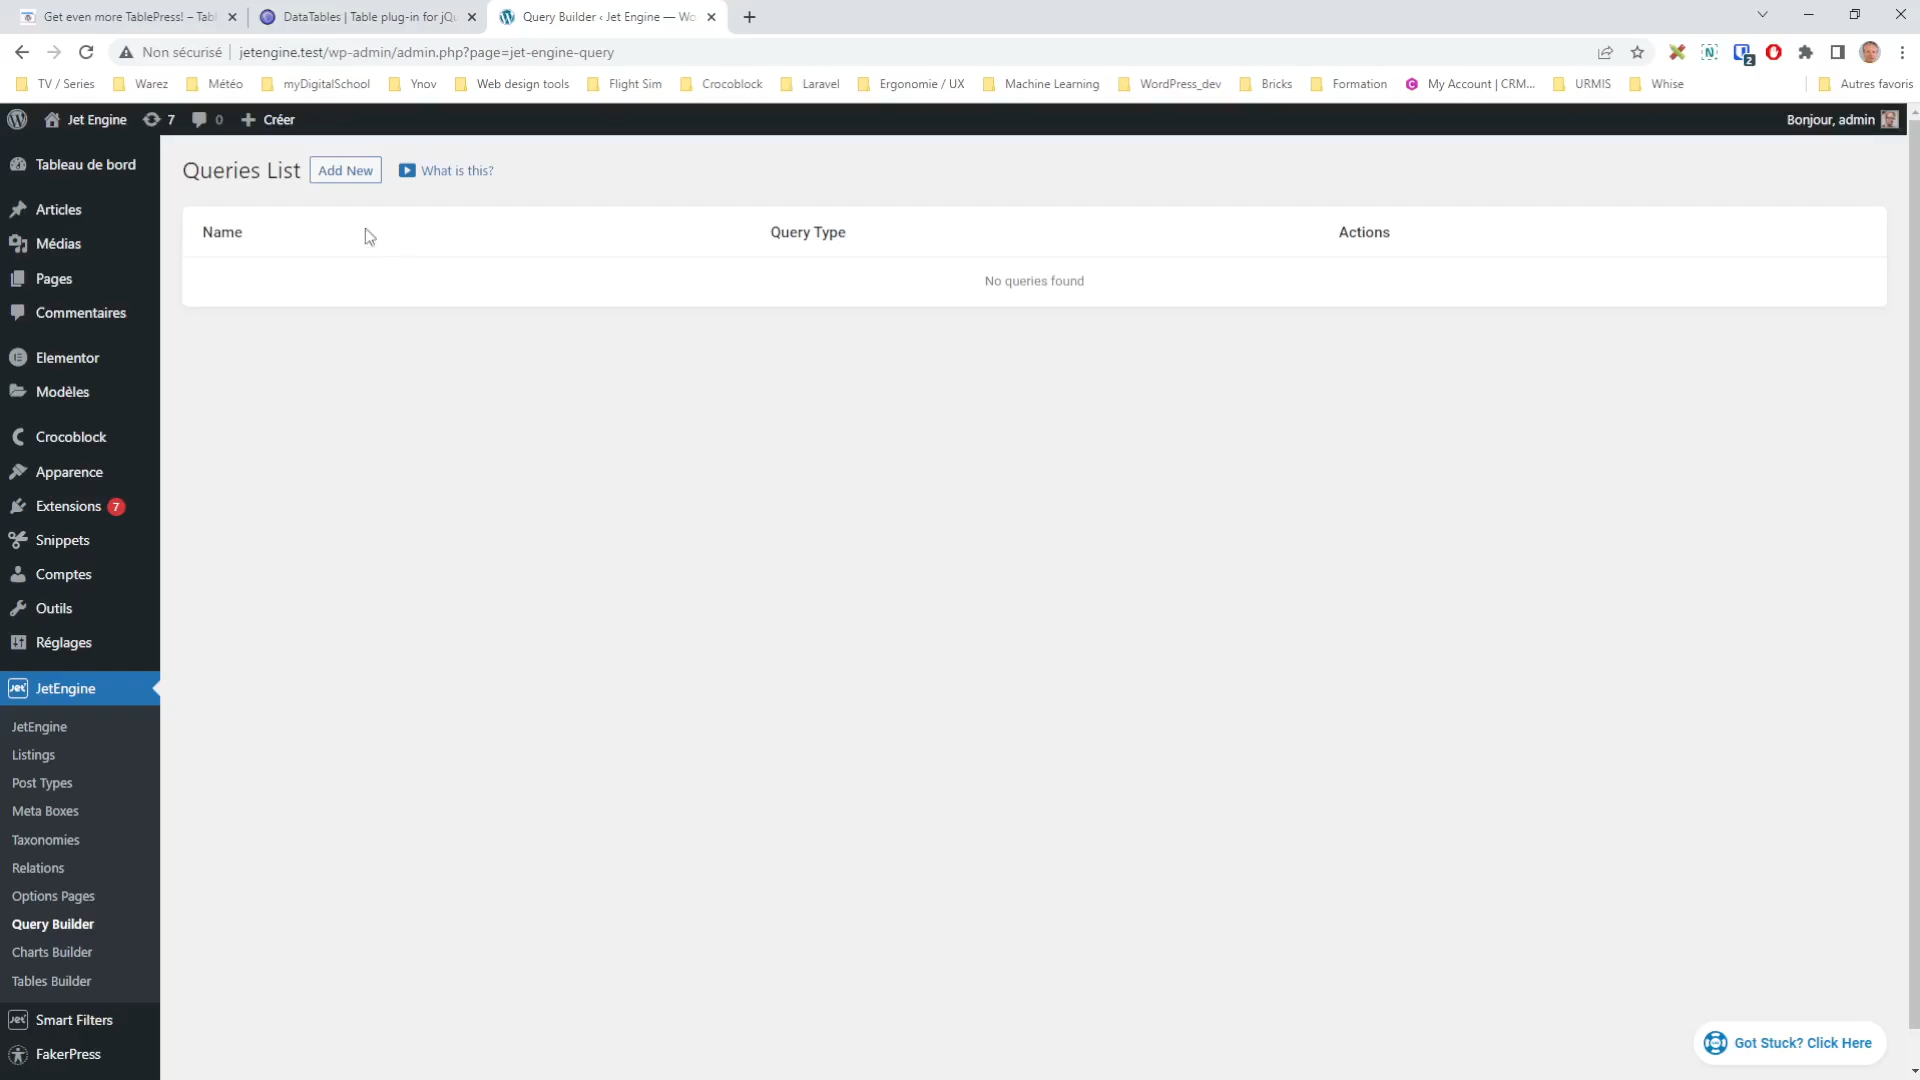 Get even more TablePress! – Tabl
DataTables | Table plug-in for jQu
Query Builder ‹ Jet Engine — Wo
Non sécurisé
jetengine.test/wp-admin/admin.php?page=jet-engine-query
2
TV / Series
Warez
Météo
myDigitalSchool
Ynov
Web design tools
Flight Sim
Crocoblock
Laravel
Ergonomie / UX
Machine Learning
WordPress_dev
Bricks
Formation
My Account | CRM...
URMIS
Whise
Autres favoris
Jet Engine
7
0
Créer
Bonjour, admin
Tableau de bord
Articles
Médias
Pages
Commentaires
Elementor
Modèles
Crocoblock
Apparence
Extensions 7
Snippets
Comptes
Outils
Réglages
JetEngine
JetEngine
Listings
Post Types
Meta Boxes
Taxonomies
Relations
Options Pages
Query Builder
Charts Builder
Tables Builder
Smart Filters
FakerPress
Queries List
Add New
What is this?
Name
Query Type
Actions
No queries found
Got Stuck? Click Here